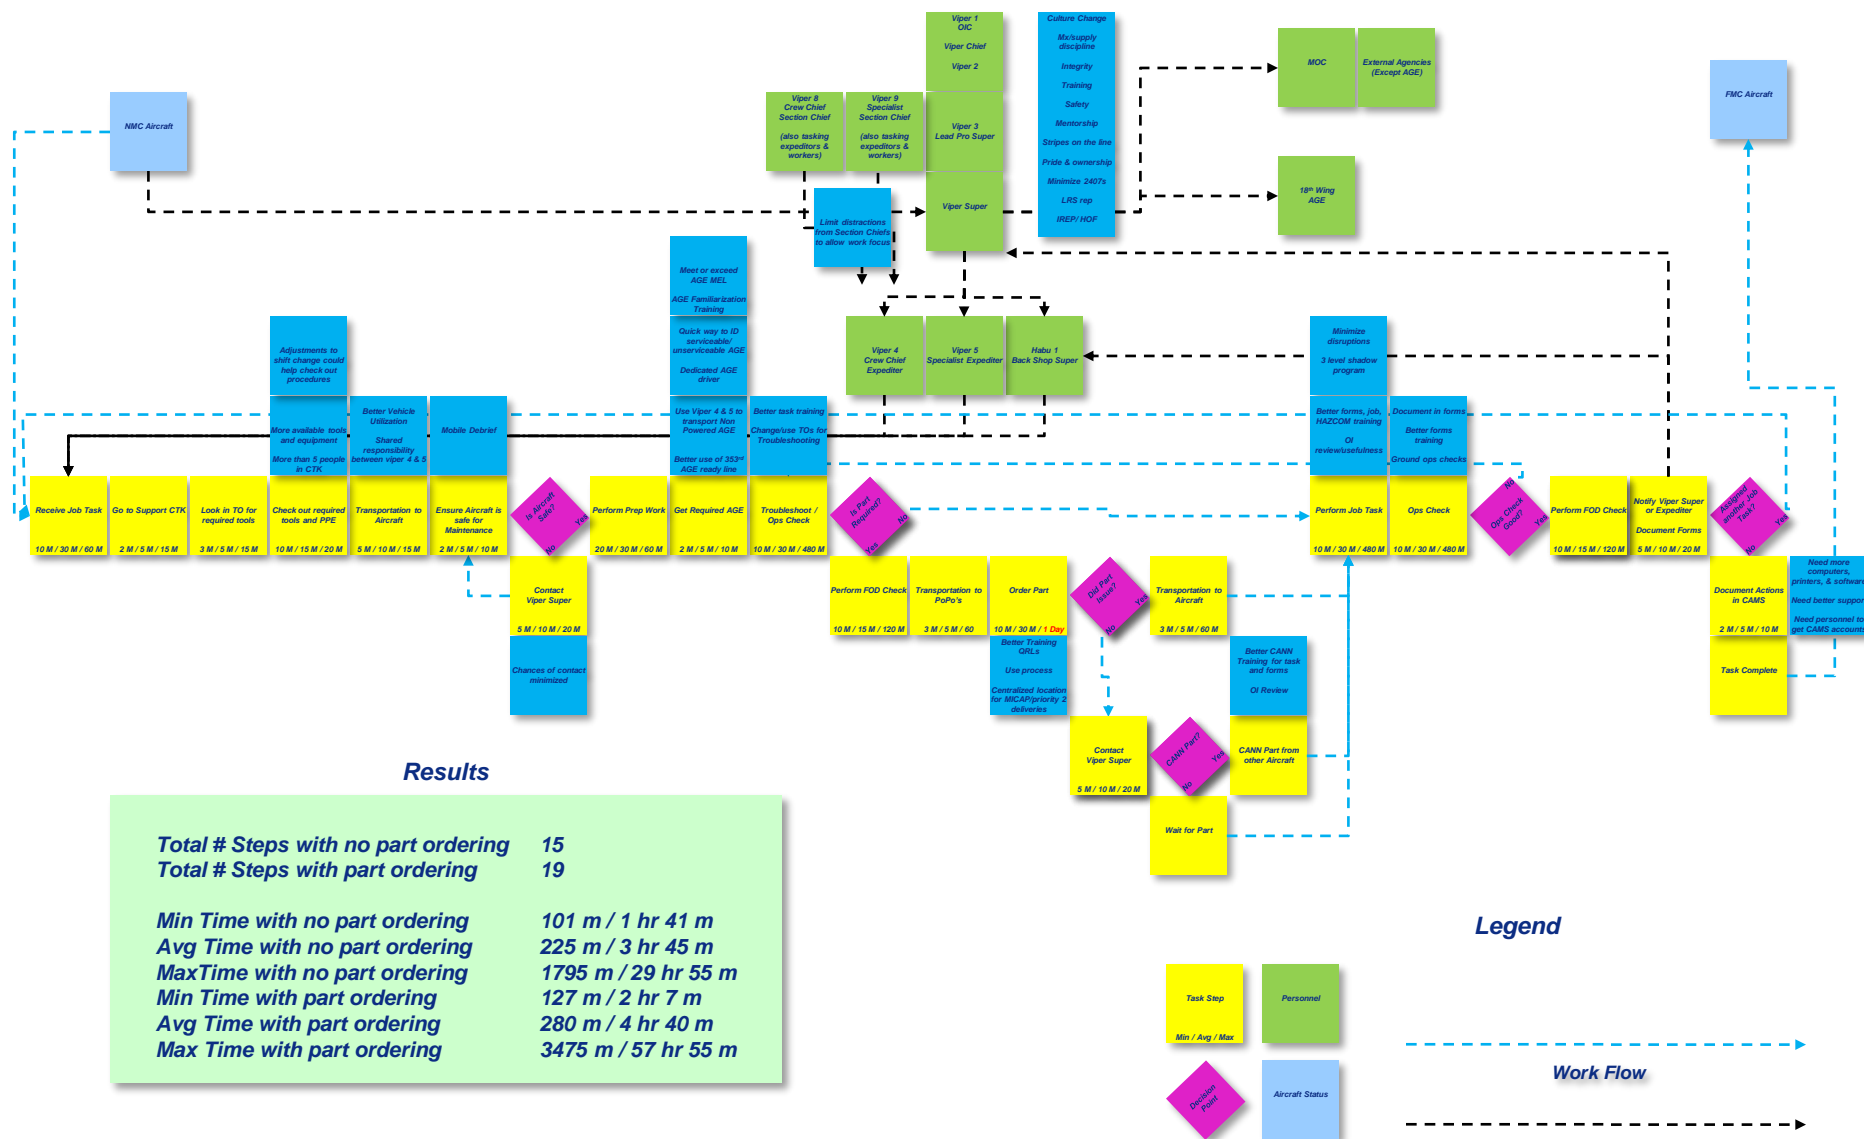 Viper 1
OIC
Viper Chief
Viper 2
Culture Change
Mx/supply
discipline
Integrity
Training
Safety
Mentorship
Stripes on the line
Pride & ownership
Minimize 2407s
LRS rep
IREP/ HOF
MOC
External Agencies
(Except AGE)
FMC Aircraft
NMC Aircraft
Viper 8
Crew Chief
Section Chief
(also tasking
expeditors &
workers)
Viper 9
Specialist
Section Chief
(also tasking
expeditors &
workers)
Viper 3
Lead Pro Super
18th Wing
AGE
Limit distractions
from Section Chiefs
to allow work focus
Viper Super
Meet or exceed
AGE MEL
AGE Familiarization
Training
Adjustments to
shift change could
help check out
procedures
Quick way to ID
serviceable/
unserviceable AGE
Dedicated AGE
driver
Viper 4
Crew Chief
Expediter
Viper 5
Specialist Expediter
Habu 1
Back Shop Super
Minimize
disruptions
3 level shadow
program
More available tools
and equipment
More than 5 people
in CTK
Better Vehicle
Utilization
Shared
responsibility
between viper 4 & 5
Mobile Debrief
Use Viper 4 & 5 to
transport Non
Powered AGE
Better use of 353rd
AGE ready line
Better task training
Change/use TOs for
Troubleshooting
Better forms, job,
HAZCOM training
OI
review/usefulness
Document in forms
Better forms
training
Ground ops checks
Receive Job Task
10 M / 30 M / 60 M
Go to Support CTK
2 M / 5 M / 15 M
Look in TO for
required tools
3 M / 5 M / 15 M
Check out required
tools and PPE
10 M / 15 M / 20 M
Transportation to
Aircraft
5 M / 10 M / 15 M
Ensure Aircraft is
safe for
Maintenance
2 M / 5 M / 10 M
Is Aircraft
Safe?
Yes
No
Perform Prep Work
20 M / 30 M / 60 M
Get Required AGE
2 M / 5 M / 10 M
Troubleshoot /
Ops Check
10 M / 30 M / 480 M
Is Part
Required?
No
Yes
Perform Job Task
10 M / 30 M / 480 M
Ops Check
10 M / 30 M / 480 M
Ops Check
Good?
No
Yes
Perform FOD Check
10 M / 15 M / 120 M
Notify Viper Super
or Expediter
Document Forms
5 M / 10 M / 20 M
Assigned
another Job
Task?
Yes
No
Contact
Viper Super
5 M / 10 M / 20 M
Chances of contact
minimized
Perform FOD Check
10 M / 15 M / 120 M
Transportation to
PoPo's
3 M / 5 M / 60
Order Part
10 M / 30 M / 1 Day
Did Part
Issue?
Yes
No
Transportation to
Aircraft
3 M / 5 M / 60 M
Document Actions
in CAMS
2 M / 5 M / 10 M
Need more
computers,
printers, & software
Need better support
Need personnel to
get CAMS accounts
Task Complete
Better Training
QRLs
Use process
Centralized location
for MICAP/priority 2
deliveries
Better CANN
Training for task
and forms
OI Review
Contact
Viper Super
5 M / 10 M / 20 M
CANN Part?
Yes
No
CANN Part from
other Aircraft
Wait for Part
Results
Total # Steps with no part ordering 15
Total # Steps with part ordering 19
Min Time with no part ordering 101 m / 1 hr 41 m
Avg Time with no part ordering 225 m / 3 hr 45 m
MaxTime with no part ordering 1795 m / 29 hr 55 m
Min Time with part ordering 127 m / 2 hr 7 m
Avg Time with part ordering 280 m / 4 hr 40 m
Max Time with part ordering 3475 m / 57 hr 55 m
Legend
Task Step
Min / Avg / Max
Personnel
Decision
Point
Aircraft Status
Work Flow